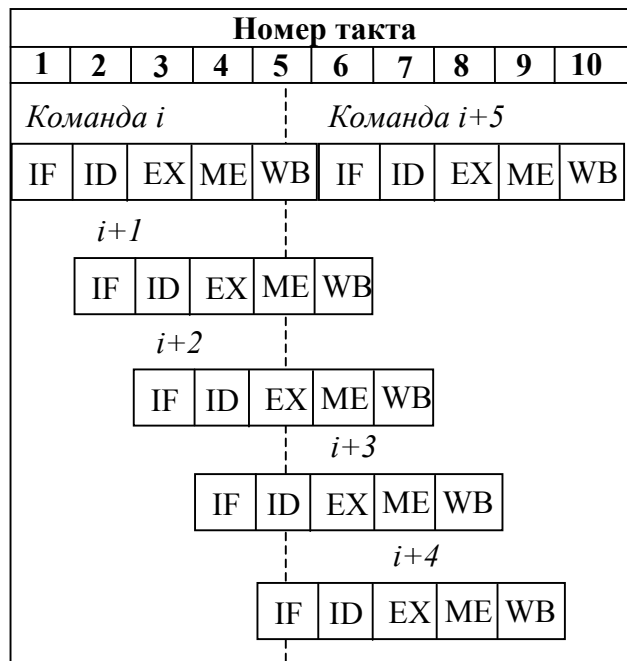 Номер такта
1 2 3 4 5 6 7 8 9 10
Команда i Команда i+5
IF ID EX ME WB IF ID EX ME WB
i+1
IF ID EX ME WB
i+2
IF ID EX ME WB
i+3
IF ID EX ME WB
i+4
IF ID EX ME WB